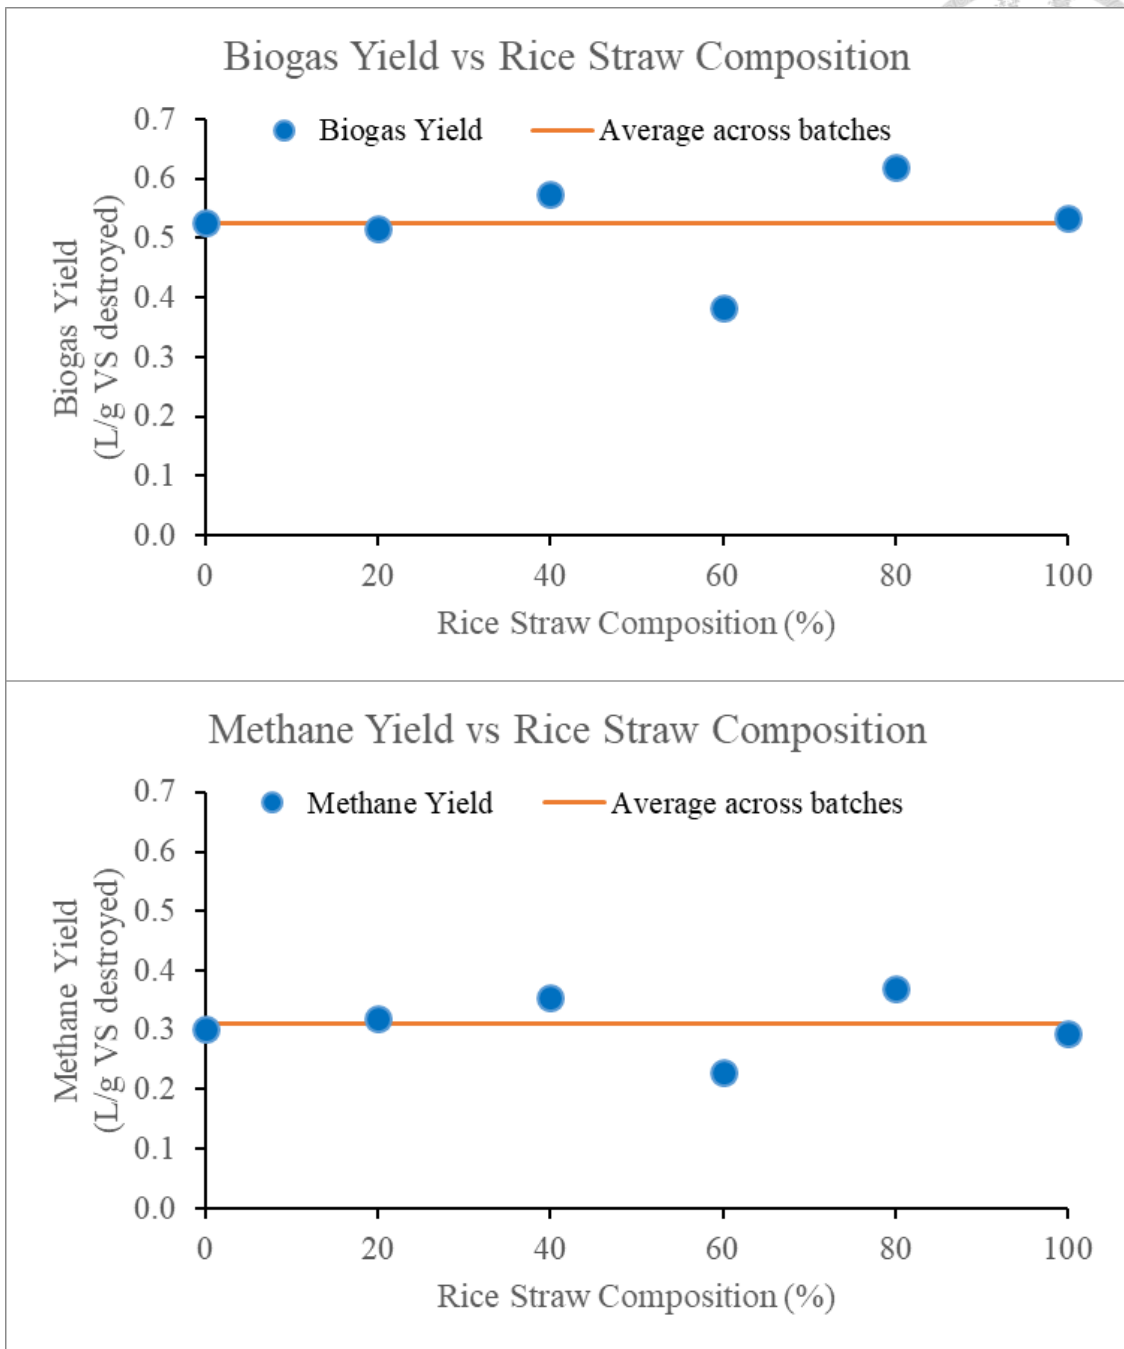 Biogas Yield vs Rice Straw Composition
0.7
Biogas Yield Average across batches
0.6
0.5
0.4
0.3
0.2
0.1
0.0
Biogas Yield
(L/g VS destroyed)
0 20 40 60 80 100
Rice Straw Composition (%)
Methane Yield vs Rice Straw Composition
0.7
Methane Yield Average across batches
0.6
0.5
0.4
0.3
0.2
0.1
0.0
Methane Yield
(L/g VS destroyed)
0 20 40 60 80 100
Rice Straw Composition (%)